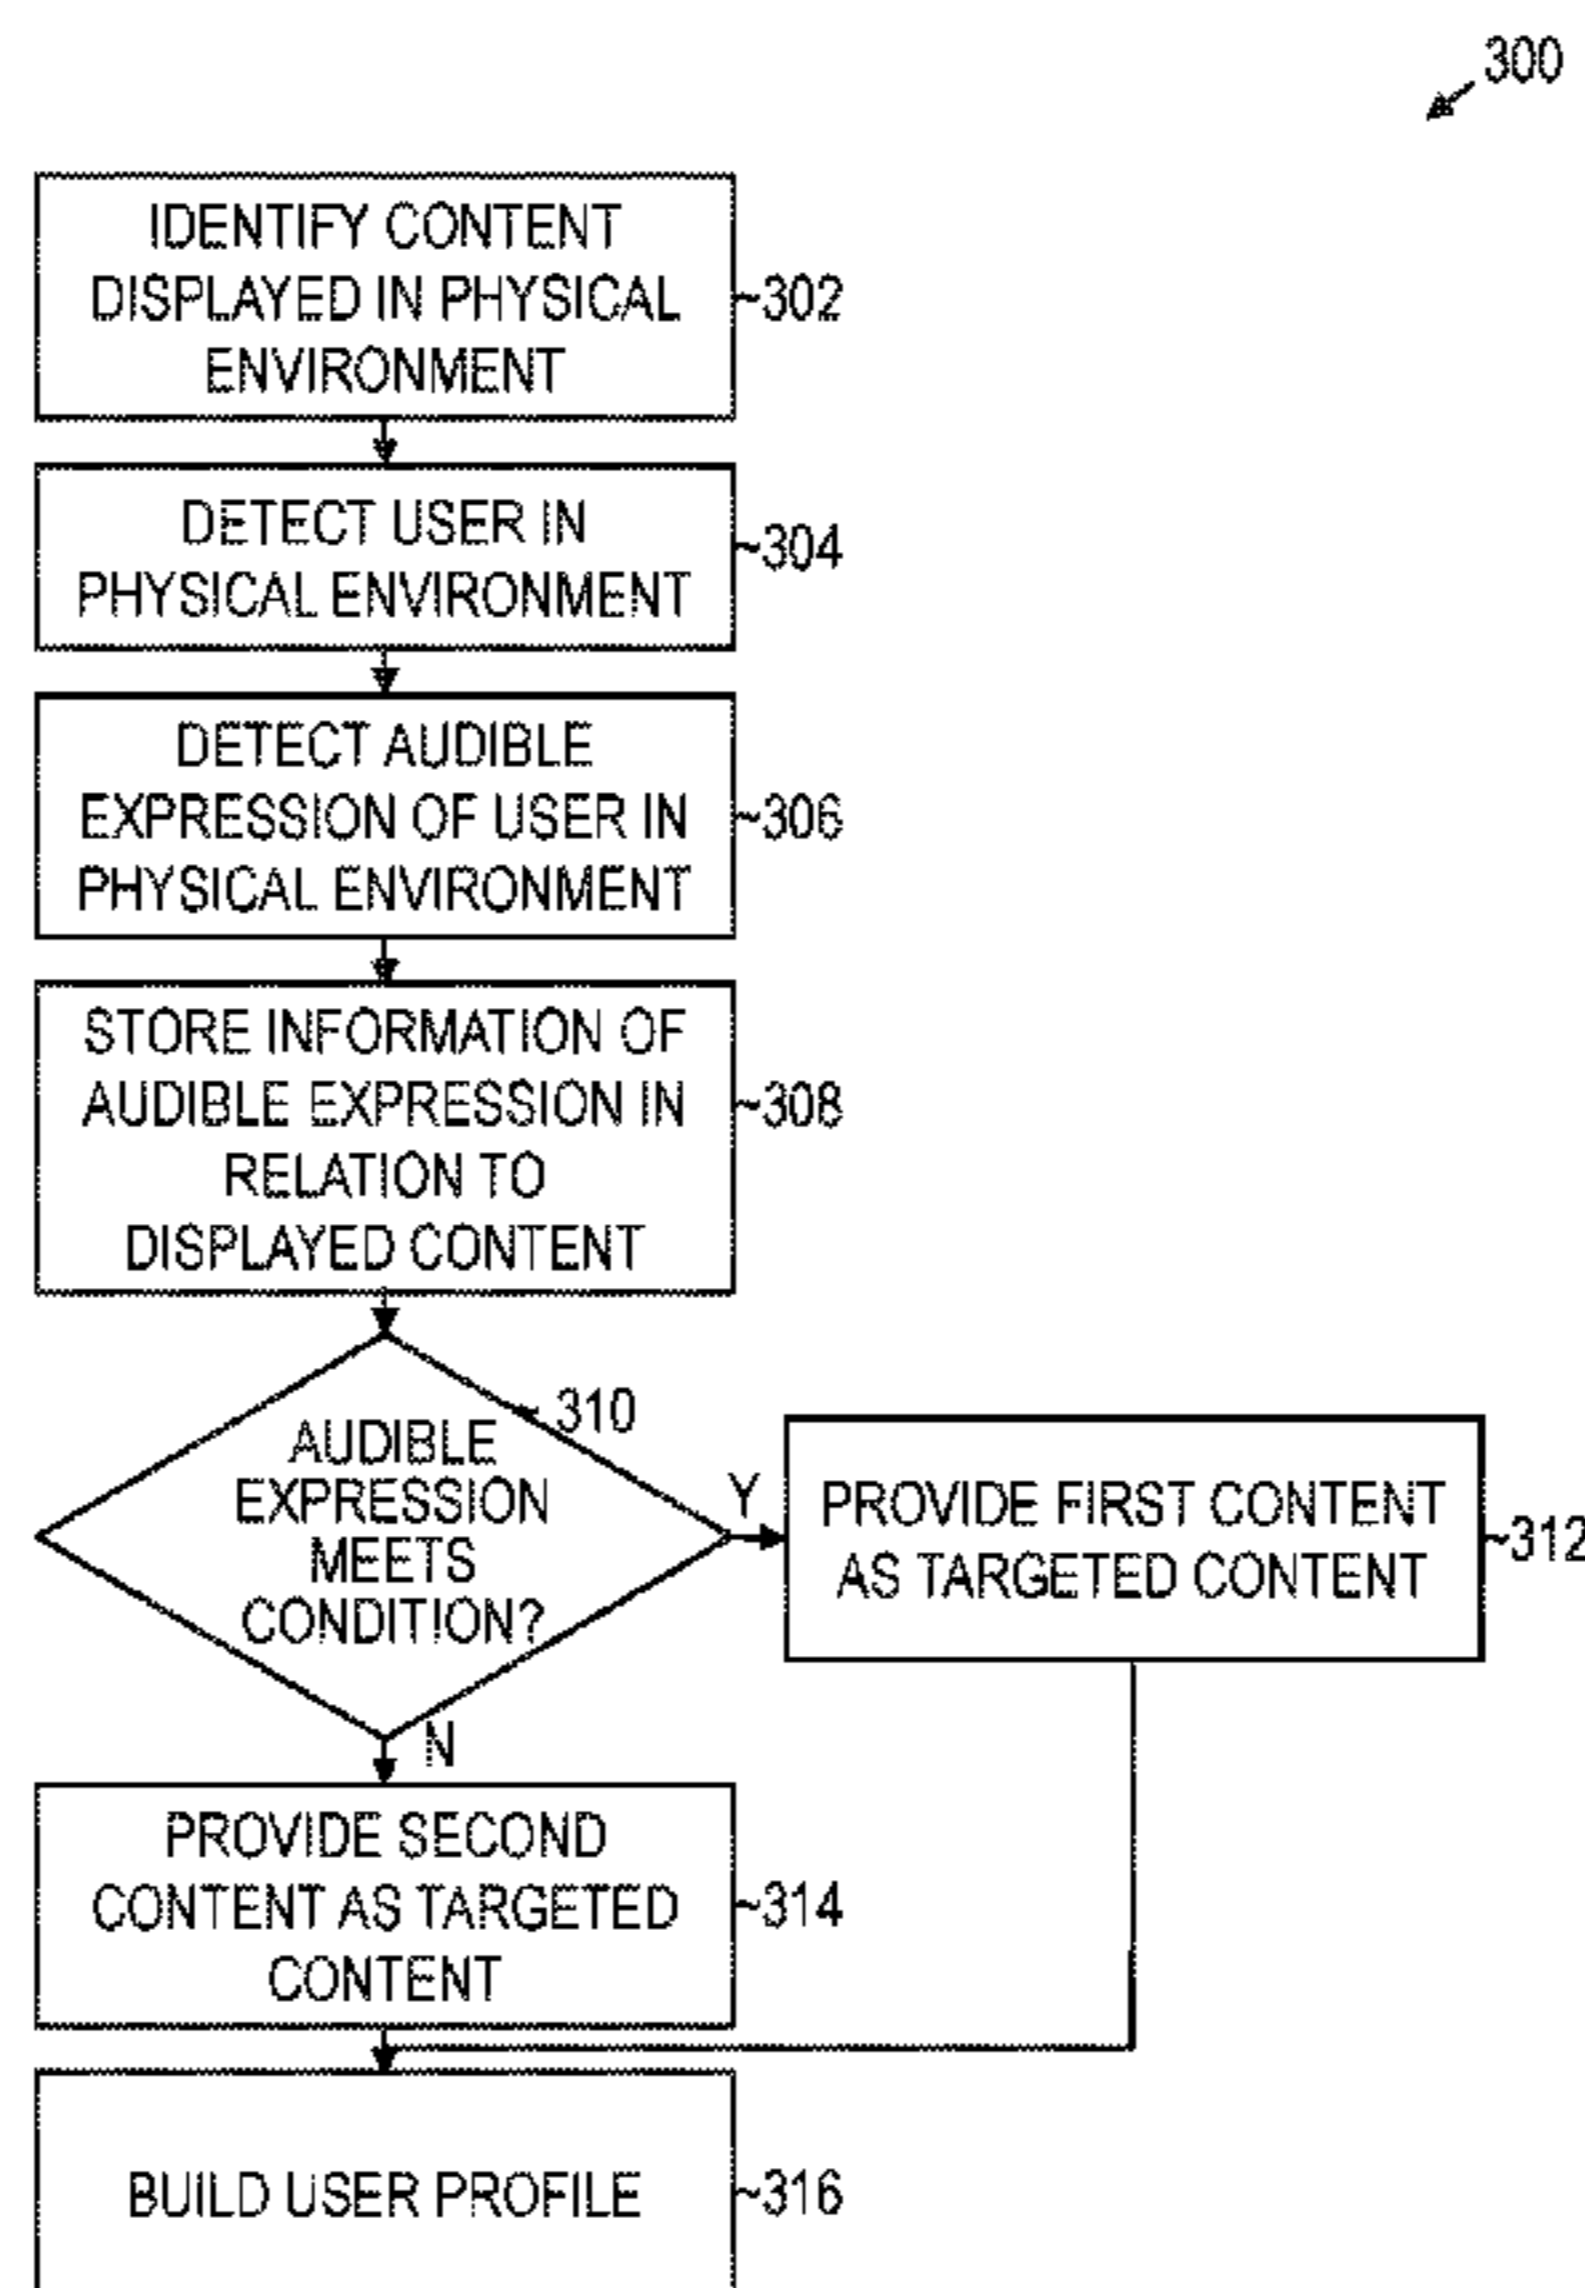 300
IDENTIFY CONTENT
DISPLAYED IN PHYSICAL
ENVIRONMENT
~302
DETECT USER IN
PHYSICAL ENVIRONMENT
~304
DETECT AUDIBLE
EXPRESSION OF USER IN
PHYSICAL ENVIRONMENT
~306
STORE INFORMATION OF
AUDIBLE EXPRESSION IN
RELATION TO
DISPLAYED CONTENT
~308
310
AUDIBLE
EXPRESSION
MEETS
CONDITION?
Y
PROVIDE FIRST CONTENT
AS TARGETED CONTENT
~312
N
PROVIDE SECOND
CONTENT AS TARGETED
CONTENT
~314
BUILD USER PROFILE
~316